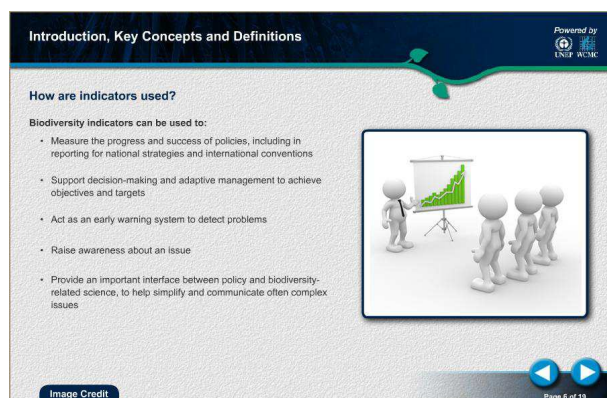 Introduction, Key Concepts and Definitions
Powered by
UNEP WCMC
How are indicators used?
Biodiversity indicators can be used to:
• Measure the progress and success of policies, including in
reporting for national strategies and international conventions
• Support decision-making and adaptive management to achieve
objectives and targets
• Act as an early warning system to detect problems
• Raise awareness about an issue
• Provide an important interface between policy and biodiversity-
related science, to help simplify and communicate often complex
issues
Image Credit
Page 6 of 19